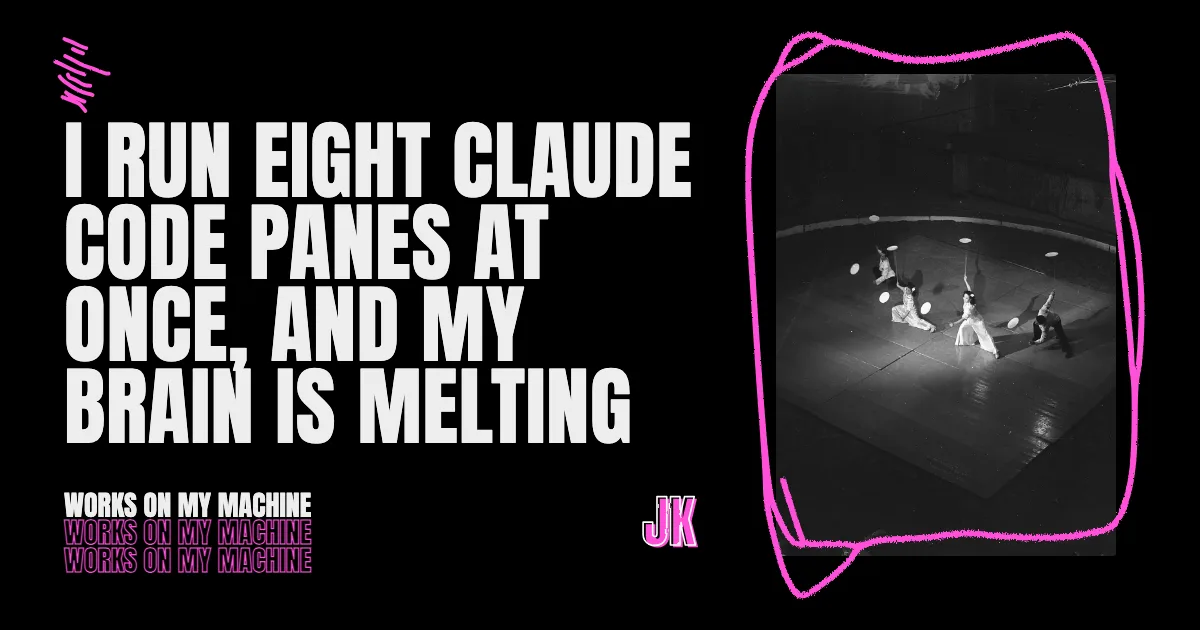 I RUN EIGHT CLAUDE
CODE PANES AT
ONCE, AND MY
BRAIN IS MELTING
WORKS ON MY MACHINE
WORKS ON MY MACHINE
WORKS ON MY MACHINE
JK